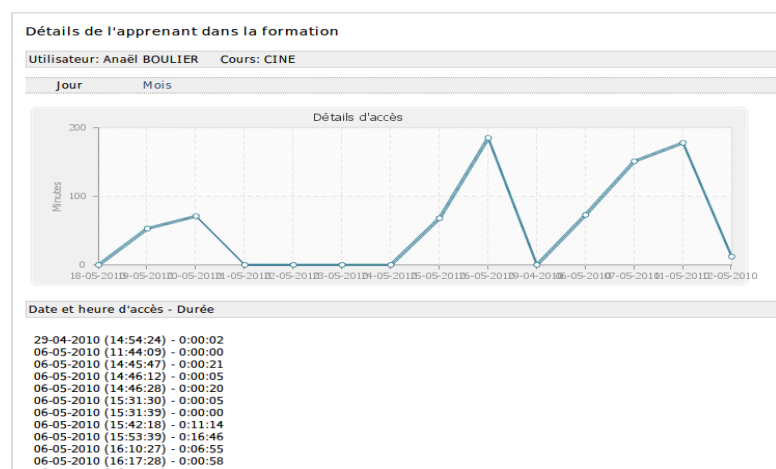 Détails de l'apprenant dans la formation
Utilisateur: Anaël BOULIER Cours: CINE
Jour Mois
Détails d'accès
200
100
0
Minutes
18-05-2010
12-05-2010
Date et heure d'accès - Durée
29-04-2010 (14:54:24) - 0:00:02
06-05-2010 (11:44:09) - 0:00:00
06-05-2010 (14:45:47) - 0:00:21
06-05-2010 (14:46:12) - 0:00:05
06-05-2010 (14:46:28) - 0:00:20
06-05-2010 (15:31:30) - 0:00:05
06-05-2010 (15:31:39) - 0:00:00
06-05-2010 (15:42:18) - 0:11:14
06-05-2010 (15:53:39) - 0:16:46
06-05-2010 (16:10:27) - 0:06:55
06-05-2010 (16:17:28) - 0:00:58